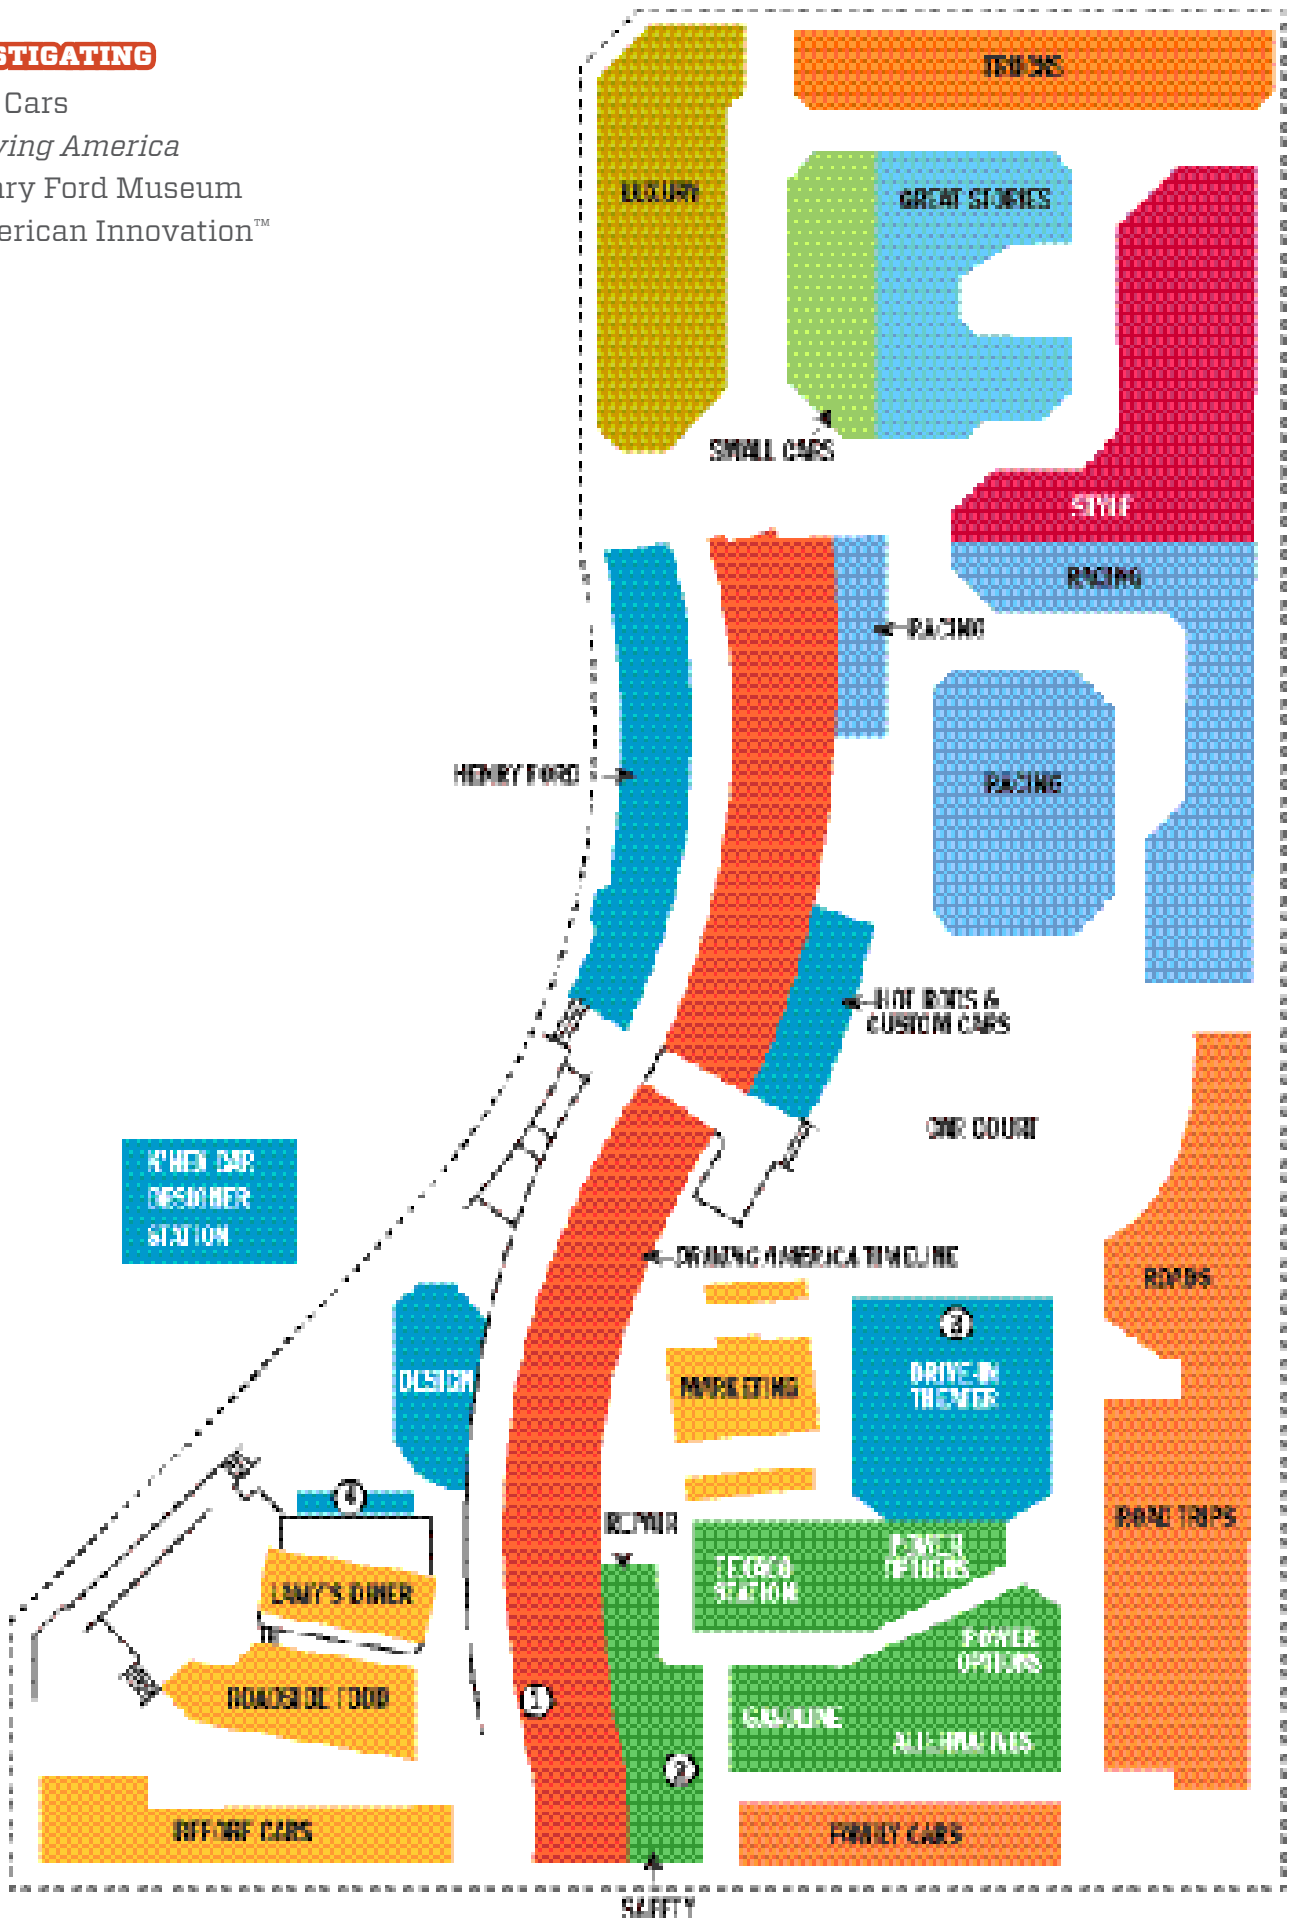 STIGATING
Cars
ving America
nry Ford Museum
erican Innovation™
TRUCKS
LUXURY
GREAT STORIES
SMALL CARS
STYLE
RACING
RACING
HENRY FORD
RACING
HOT RODS &
CUSTOM CARS
CAR COURT
K'NEX CAR
DESIGNER
STATION
DRIVING AMERICA TIMELINE
ROADS
3
DRIVE-IN
THEATER
DESIGN
MARKETING
4
REPAIR
ROAD TRIPS
POWER
OPTIONS
TEXACO
STATION
LAMY'S DINER
POWER
OPTIONS
ROADSIDE FOOD
1
GASOLINE
ALTERNATIVES
2
BEFORE CARS
FAMILY CARS
SAFETY